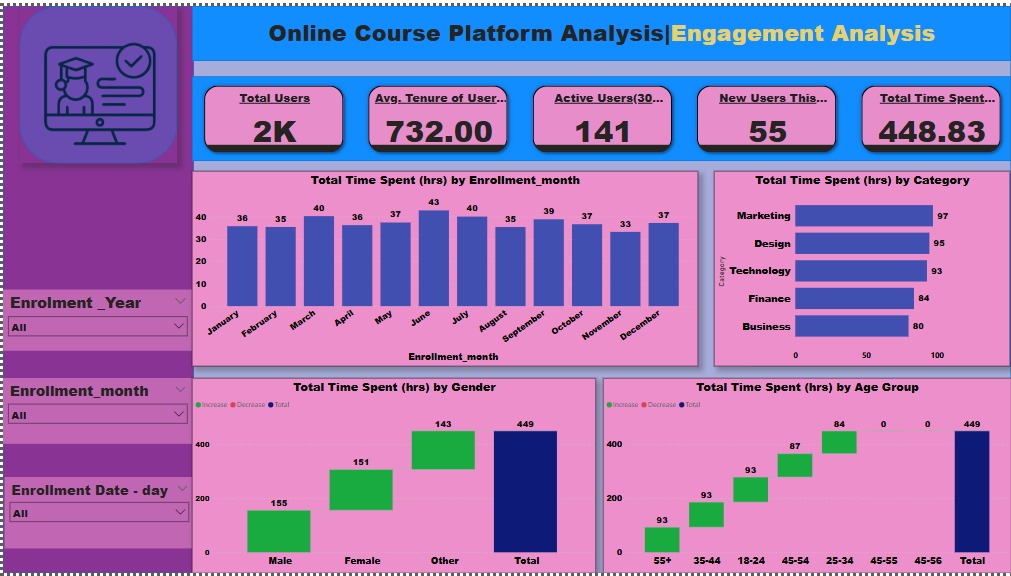 Online Course Platform Analysis|Engagement Analysis
Total Users
2K
Avg. Tenure of User...
732.00
Active Users(30...
141
New Users This...
55
Total Time Spent...
448.83
Enrolment _Year
All
Enrollment_month
All
Enrollment Date - day
All
Total Time Spent (hrs) by Enrollment_month
36 35 40 36 37 43 40 35 39 37 33 37
40
30
20
10
0
January February March April May June July August September October November December
Enrollment_month
Total Time Spent (hrs) by Category
Category
Marketing 97
Design 95
Technology 93
Finance 84
Business 80
0 50 100
Total Time Spent (hrs) by Gender
Increase Decrease Total
400
200
0
155 151 143 449
Male Female Other Total
Total Time Spent (hrs) by Age Group
Increase Decrease Total
400
200
0
93 93 93 87 84 0 0 449
55+ 35-44 18-24 45-54 25-34 45-55 45-56 Total